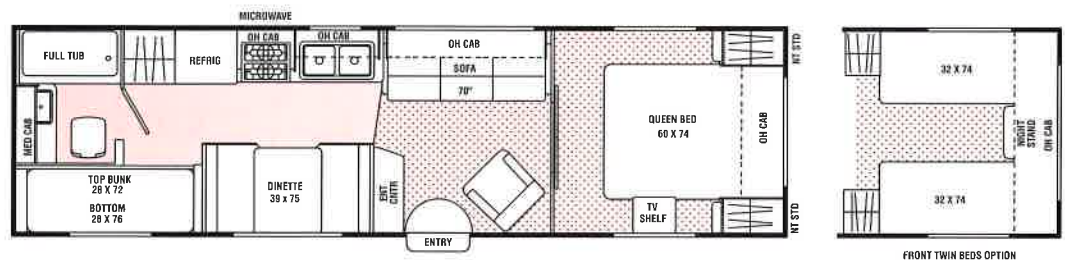 MICROWAVE
FULL TUB
REFRIG
OH CAB
OH CAB
OH CAB
SOFA
70"
MED CAB
TOP BUNK
28 X 72
BOTTOM
28 X 76
DINETTE
39 x 75
ENT
CNTR
ENTRY
QUEEN BED
60 X 74
OH CAB
TV
SHELF
NT STD
NT STD
32 X 74
NIGHT
STAND
OH CAB
32 X 74
FRONT TWIN BEDS OPTION